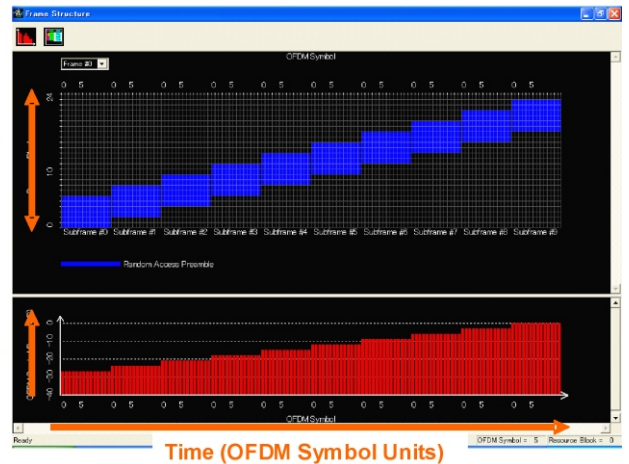 Frame Structure
OFDM Symbol
Frame #0
0 5 0 5 0 5 0 5 0 5 0 5 0 5 0 5 0 5 0 5
24
10
0
Subframe #0 Subframe #1 Subframe #2 Subframe #3 Subframe #4 Subframe #5 Subframe #6 Subframe #7 Subframe #8 Subframe #9
Random Access Preamble
0
-10
-20
-30
-40
0 5 0 5 0 5 0 5 0 5 0 5 0 5 0 5 0 5 0 5
OFDM Symbol
Ready
OFDM Symbol = 5 Resource Block = 0
Time (OFDM Symbol Units)